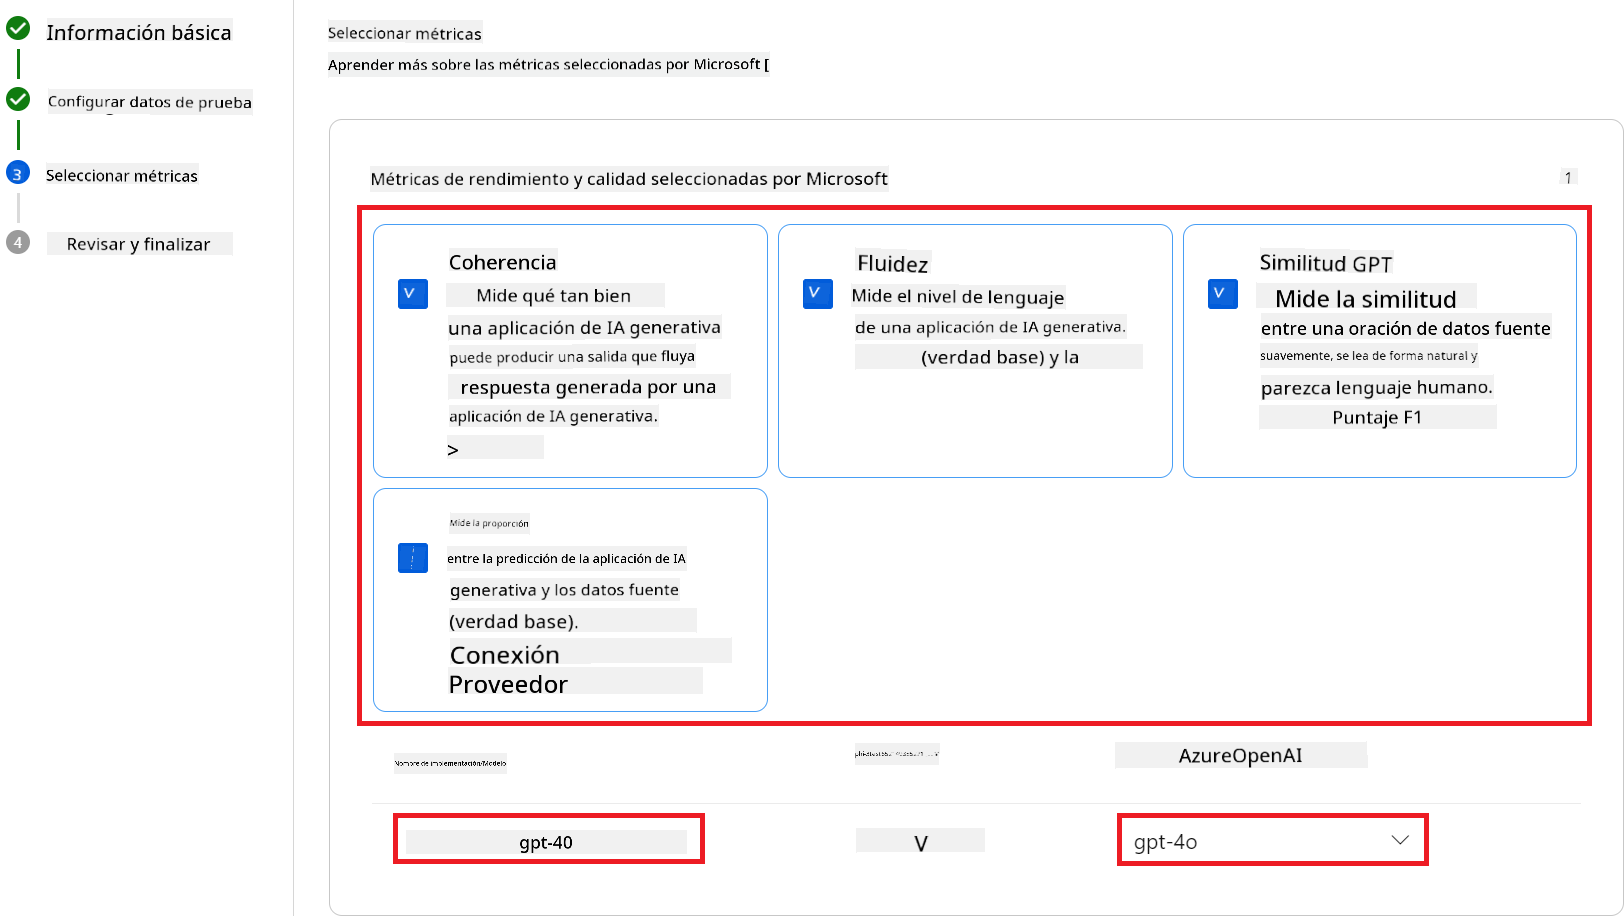 Información básica
Configurar datos de prueba
3
Seleccionar métricas
4
Revisar y finalizar
Seleccionar métricas
Aprender más sobre las métricas seleccionadas por Microsoft [
Métricas de rendimiento y calidad seleccionadas por Microsoft
1
Coherencia
Mide qué tan bien
una aplicación de IA generativa
puede producir una salida que fluya
respuesta generada por una
aplicación de IA generativa.
>
Fluidez
Mide el nivel de lenguaje
de una aplicación de IA generativa.
(verdad base) y la
Similitud GPT
Mide la similitud
entre una oración de datos fuente
suavemente, se lea de forma natural y
parezca lenguaje humano.
Puntaje F1
Mide la proporción
entre la predicción de la aplicación de IA
generativa y los datos fuente
(verdad base).
Conexión
Proveedor
Nombre de implementación/Modelo
AzureOpenAI
gpt-40
V
gpt-4o